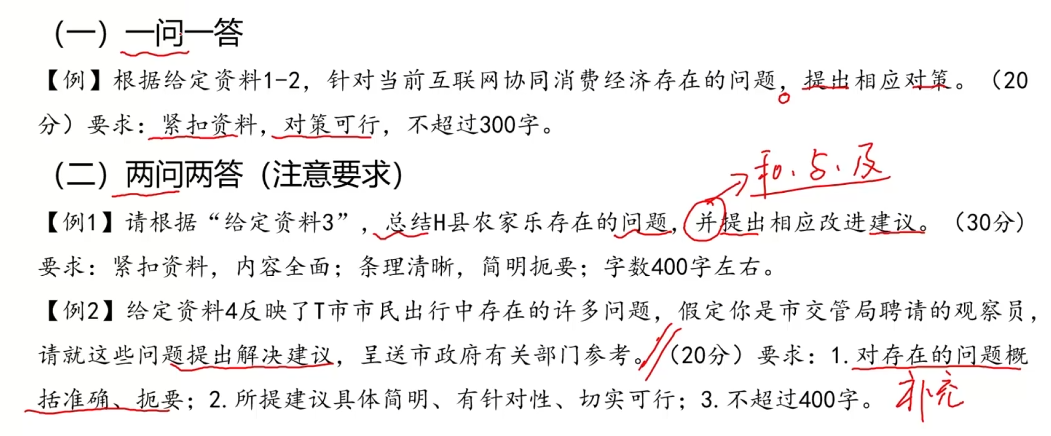 （一）一问一答
【例】根据给定资料1-2，针对当前互联网协同消费经济存在的问题，提出相应对策。（20
分）要求：紧扣资料，对策可行，不超过300字。
（二）两问两答（注意要求）
和、与、及
【例1】请根据“给定资料3”，总结H县农家乐存在的问题，并提出相应改进建议。（30分）
要求：紧扣资料，内容全面；条理清晰，简明扼要；字数400字左右。
【例2】给定资料4反映了T市市民出行中存在的许多问题，假定你是市交管局聘请的观察员，
请就这些问题提出解决建议，呈送市政府有关部门参考。（20分）要求：1.对存在的问题概
括准确、扼要；2.所提建议具体简明、有针对性、切实可行；3.不超过400字。
补充